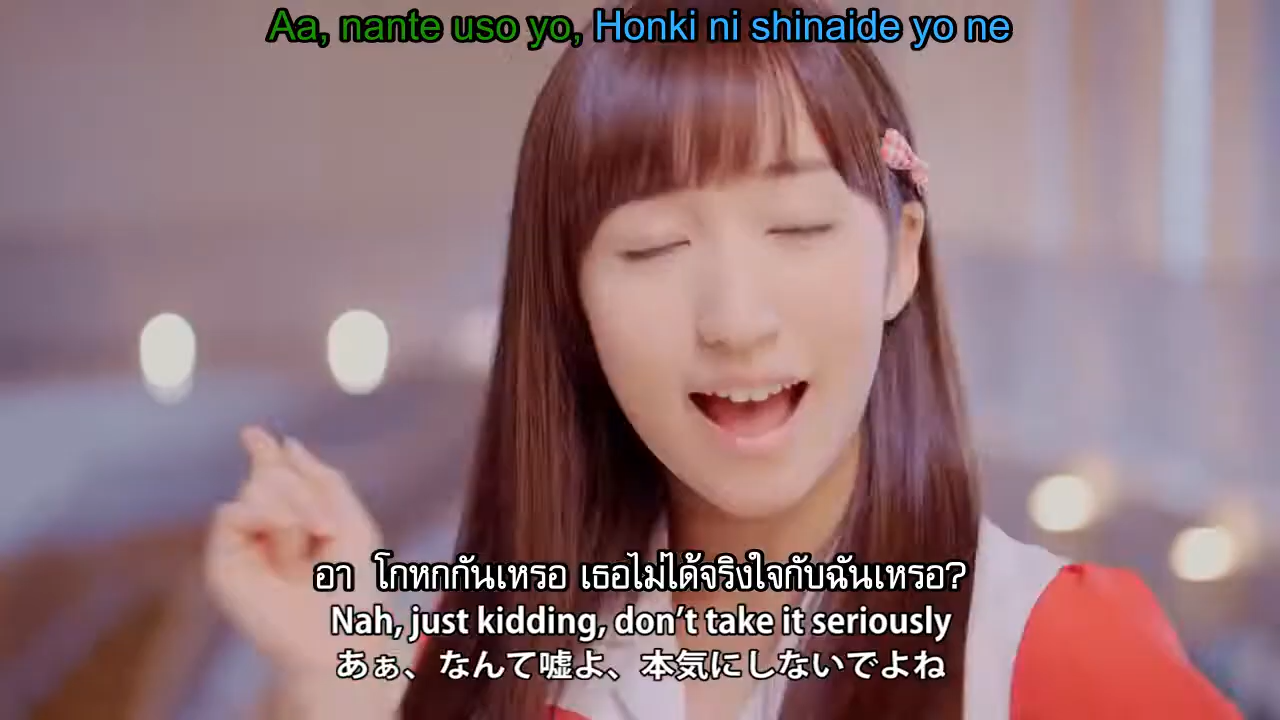 Aa, nante uso yo, Honki ni shinaide yo ne
อา โกหกกันเหรอ เธอไม่ได้จริงใจกับฉันเหรอ?
Nah, just kidding, don't take it seriously
あぁ、なんて嘘よ、本気にしないでよね